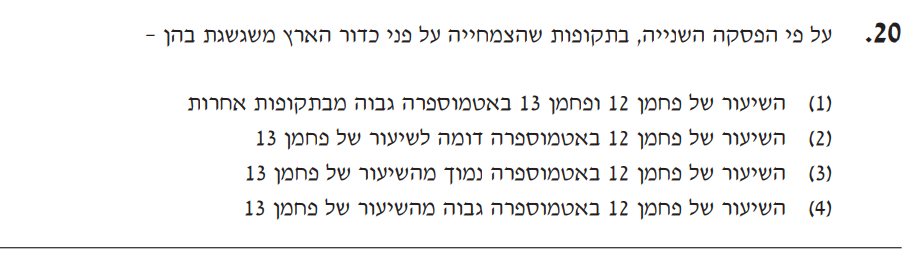 20. על פי הפסקה השנייה, בתקופות שהצמחייה על פני כדור הארץ משגשגת בהן –
(1) השיעור של פחמן 12 ופחמן 13 באטמוספרה גבוה מבתקופות אחרות
(2) השיעור של פחמן 12 באטמוספרה דומה לשיעור של פחמן 13
(3) השיעור של פחמן 12 באטמוספרה נמוך מהשיעור של פחמן 13
(4) השיעור של פחמן 12 באטמוספרה גבוה מהשיעור של פחמן 13